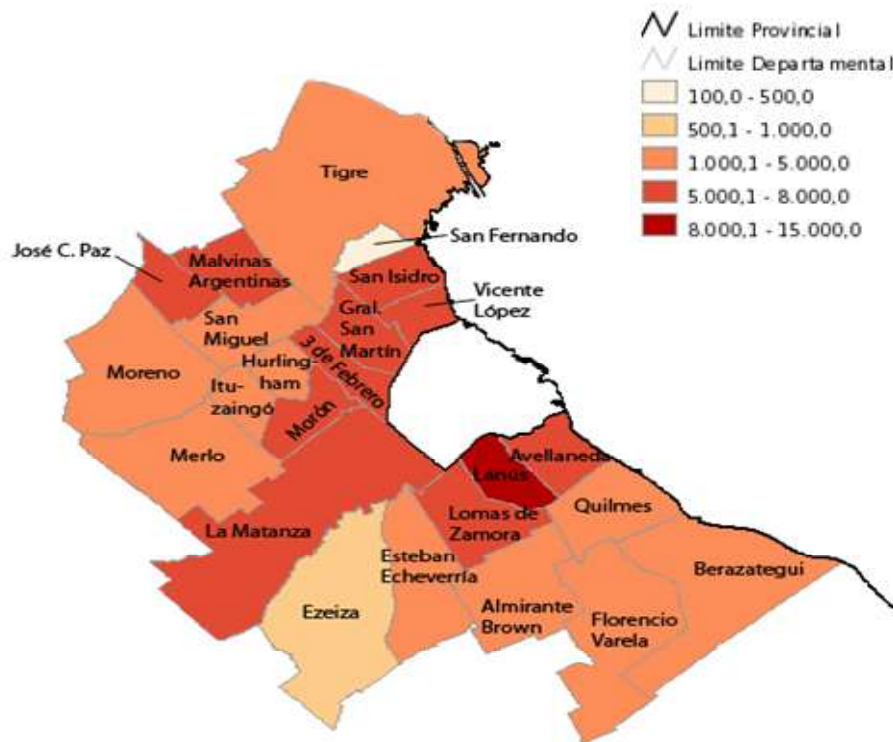 Limite Provincial
Limite Departamental
100,0 - 500,0
500,1 - 1.000,0
1.000,1 - 5.000,0
5.000,1 - 8.000,0
8.000,1 - 15.000,0
Tigre
San Fernando
José C. Paz
Malvinas
Argentinas
San Isidro
Vicente
López
Gral.
San
Martín
San
Miguel
Hurling-
ham
3 de Febrero
Moreno
Itu-
zaingó
Morón
Merlo
Avellaneda
Lanús
Quilmes
Lomas de
Zamora
La Matanza
Esteban
Echeverría
Berazategui
Ezeiza
Almirante
Brown
Florencio
Varela